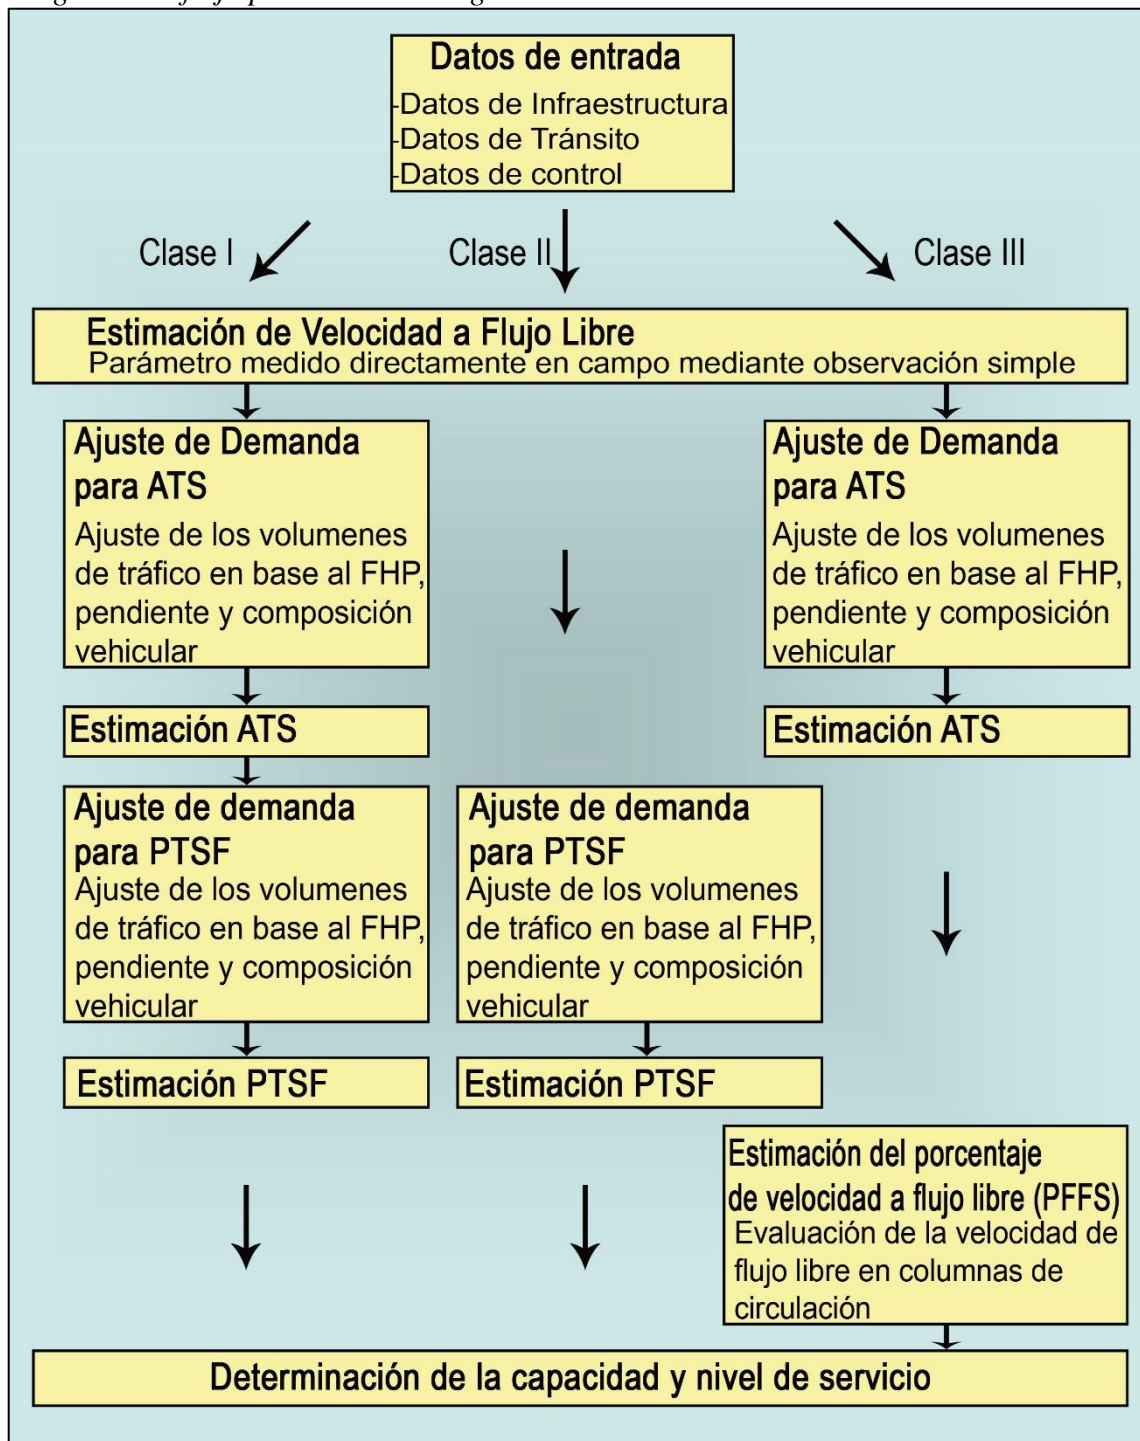 Datos de entrada
-Datos de Infraestructura
-Datos de Tránsito
-Datos de control
Clase I
Clase II
Clase III
Estimación de Velocidad a Flujo Libre
Parámetro medido directamente en campo mediante observación simple
Ajuste de Demanda
para ATS
Ajuste de los volumenes
de tráfico en base al FHP,
pendiente y composición
vehicular
Estimación ATS
Ajuste de demanda
para PTSF
Ajuste de los volumenes
de tráfico en base al FHP,
pendiente y composición
vehicular
Estimación PTSF
Ajuste de demanda
para PTSF
Ajuste de los volumenes
de tráfico en base al FHP,
pendiente y composición
vehicular
Estimación PTSF
Ajuste de Demanda
para ATS
Ajuste de los volumenes
de tráfico en base al FHP,
pendiente y composición
vehicular
Estimación ATS
Estimación del porcentaje
de velocidad a flujo libre (PFFS)
Evaluación de la velocidad de
flujo libre en columnas de
circulación
Determinación de la capacidad y nivel de servicio